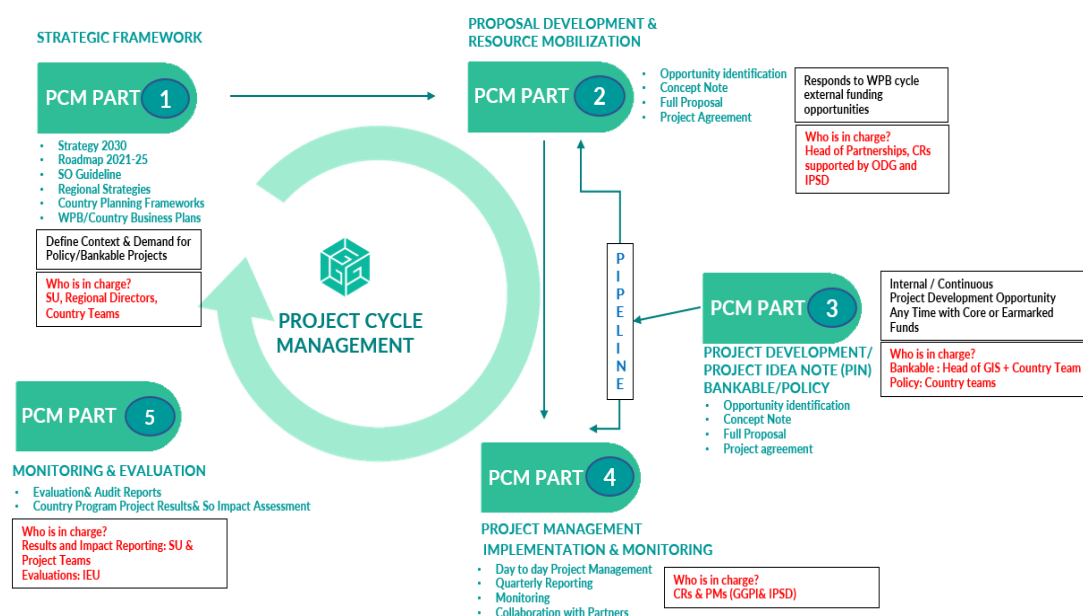 STRATEGIC FRAMEWORK
PCM PART 1
• Strategy 2030
• Roadmap 2021-25
• SO Guideline
• Regional Strategies
• Country Planning Frameworks
• WPB/Country Business Plans
Define Context & Demand for
Policy/Bankable Projects
Who is in charge?
SU, Regional Directors,
Country Teams
PROPOSAL DEVELOPMENT &
RESOURCE MOBILIZATION
PCM PART 2
• Opportunity identification
• Concept Note
• Full Proposal
• Project Agreement
Responds to WPB cycle
external funding
opportunities
Who is in charge?
Head of Partnerships, CRs
supported by ODG and
IPSD
PROJECT CYCLE
MANAGEMENT
P
I
P
E
L
I
N
E
PCM PART 3
PROJECT DEVELOPMENT/
PROJECT IDEA NOTE (PIN)
BANKABLE/POLICY
• Opportunity identification
• Concept Note
• Full Proposal
• Project agreement
Internal / Continuous
Project Development Opportunity
Any Time with Core or Earmarked
Funds
Who is in charge?
Bankable : Head of GIS + Country Team
Policy: Country teams
PCM PART 4
PROJECT MANAGEMENT
IMPLEMENTATION & MONITORING
• Day to day Project Management
• Quarterly Reporting
• Monitoring
• Collaboration with Partners
Who is in charge?
CRs & PMs (GGPI& IPSD)
PCM PART 5
MONITORING & EVALUATION
• Evaluation& Audit Reports
• Country Program Project Results& So Impact Assessment
Who is in charge?
Results and Impact Reporting: SU &
Project Teams
Evaluations: IEU